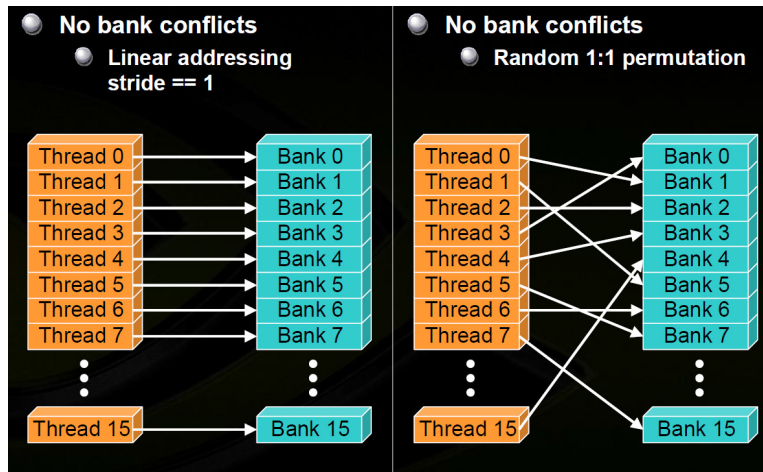 No bank conflicts
Linear addressing
stride == 1
Thread 0
Thread 1
Thread 2
Thread 3
Thread 4
Thread 5
Thread 6
Thread 7
Thread 15
Bank 0
Bank 1
Bank 2
Bank 3
Bank 4
Bank 5
Bank 6
Bank 7
Bank 15
No bank conflicts
Random 1:1 permutation
Thread 0
Thread 1
Thread 2
Thread 3
Thread 4
Thread 5
Thread 6
Thread 7
Thread 15
Bank 0
Bank 1
Bank 2
Bank 3
Bank 4
Bank 5
Bank 6
Bank 7
Bank 15